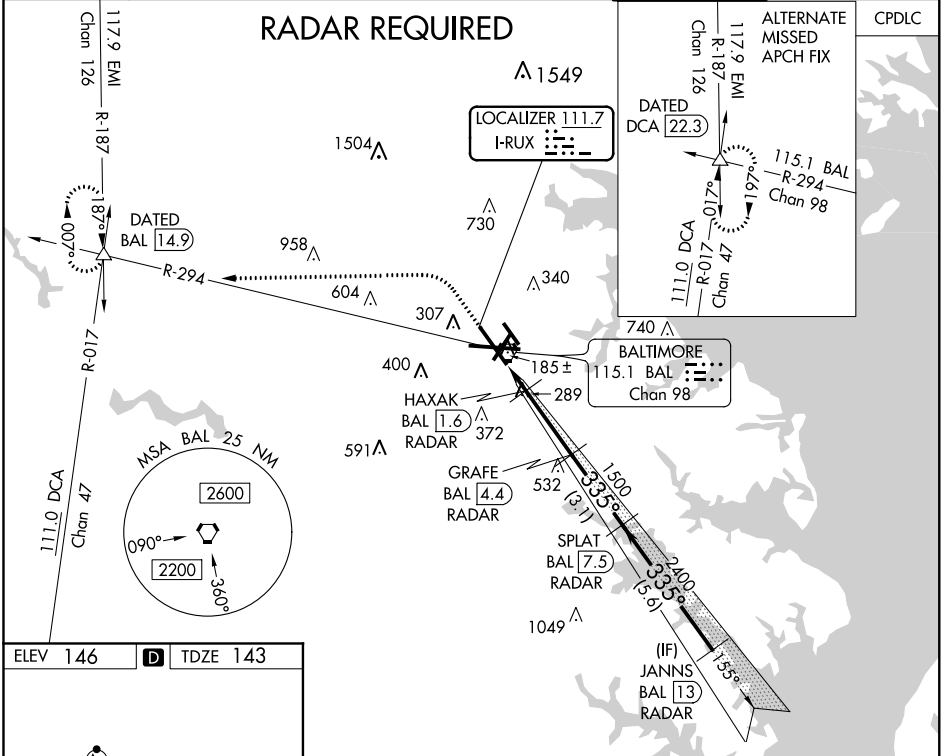 RADAR REQUIRED
117.9 EMI
Chan 126
R-187
1549
LOCALIZER 111.7
I-RUX
1504
730
187°
007°
DATED
BAL 14.9
R-294
958
604
340
307
740
400
185±
BALTIMORE
115.1 BAL
Chan 98
HAXAK
BAL 1.6
RADAR
289
372
591
GRAFE
BAL 4.4
RADAR
532
1500
335°
(3.1)
SPLAT
BAL 7.5
RADAR
2400
335°
(5.6)
1049
(IF)
JANNS
BAL 13
RADAR
155°
R-017
111.0 DCA
Chan 47
MSA BAL 25 NM
2600
090°
2200
360°
ALTERNATE
MISSED
APCH FIX
117.9 EMI
Chan 126
R-187
DATED
DCA 22.3
115.1 BAL
R-294
Chan 98
017°
197°
111.0 DCA
R-017
Chan 47
CPDLC
ELEV 146 D TDZE 143